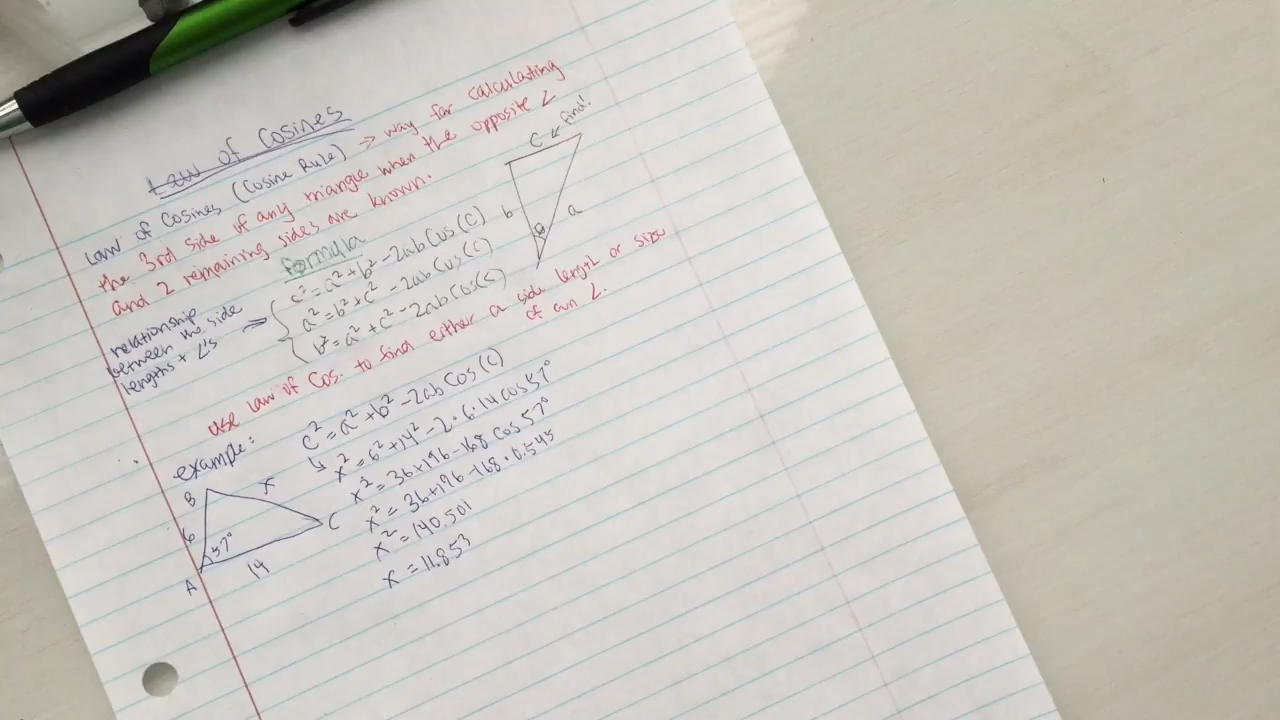 Law of Cosines
Law of Cosines (Cosine Rule) → way for calculating
the 3rd side of any triangle when the opposite ∠
and 2 remaining sides are known.
C ↙ find!
b
a
θ
formula
relationship
between the side
lengths + ∠'s
c² = a² + b² - 2ab Cos (C)
a² = b² + c² - 2ab Cos (C)
b² = a² + c² - 2ab Cos (C)
use law of Cos. to find either a side length or size
of an ∠.
example:
B
x
6
57°
C
14
A
c² = a² + b² - 2ab Cos (C)
↳ x² = 6² + 14² - 2 · 6 · 14 cos 57°
x² = 36 + 196 - 168 cos 57°
x² = 36 + 196 - 168 · 0.545
x² = 140.501
x = 11.853